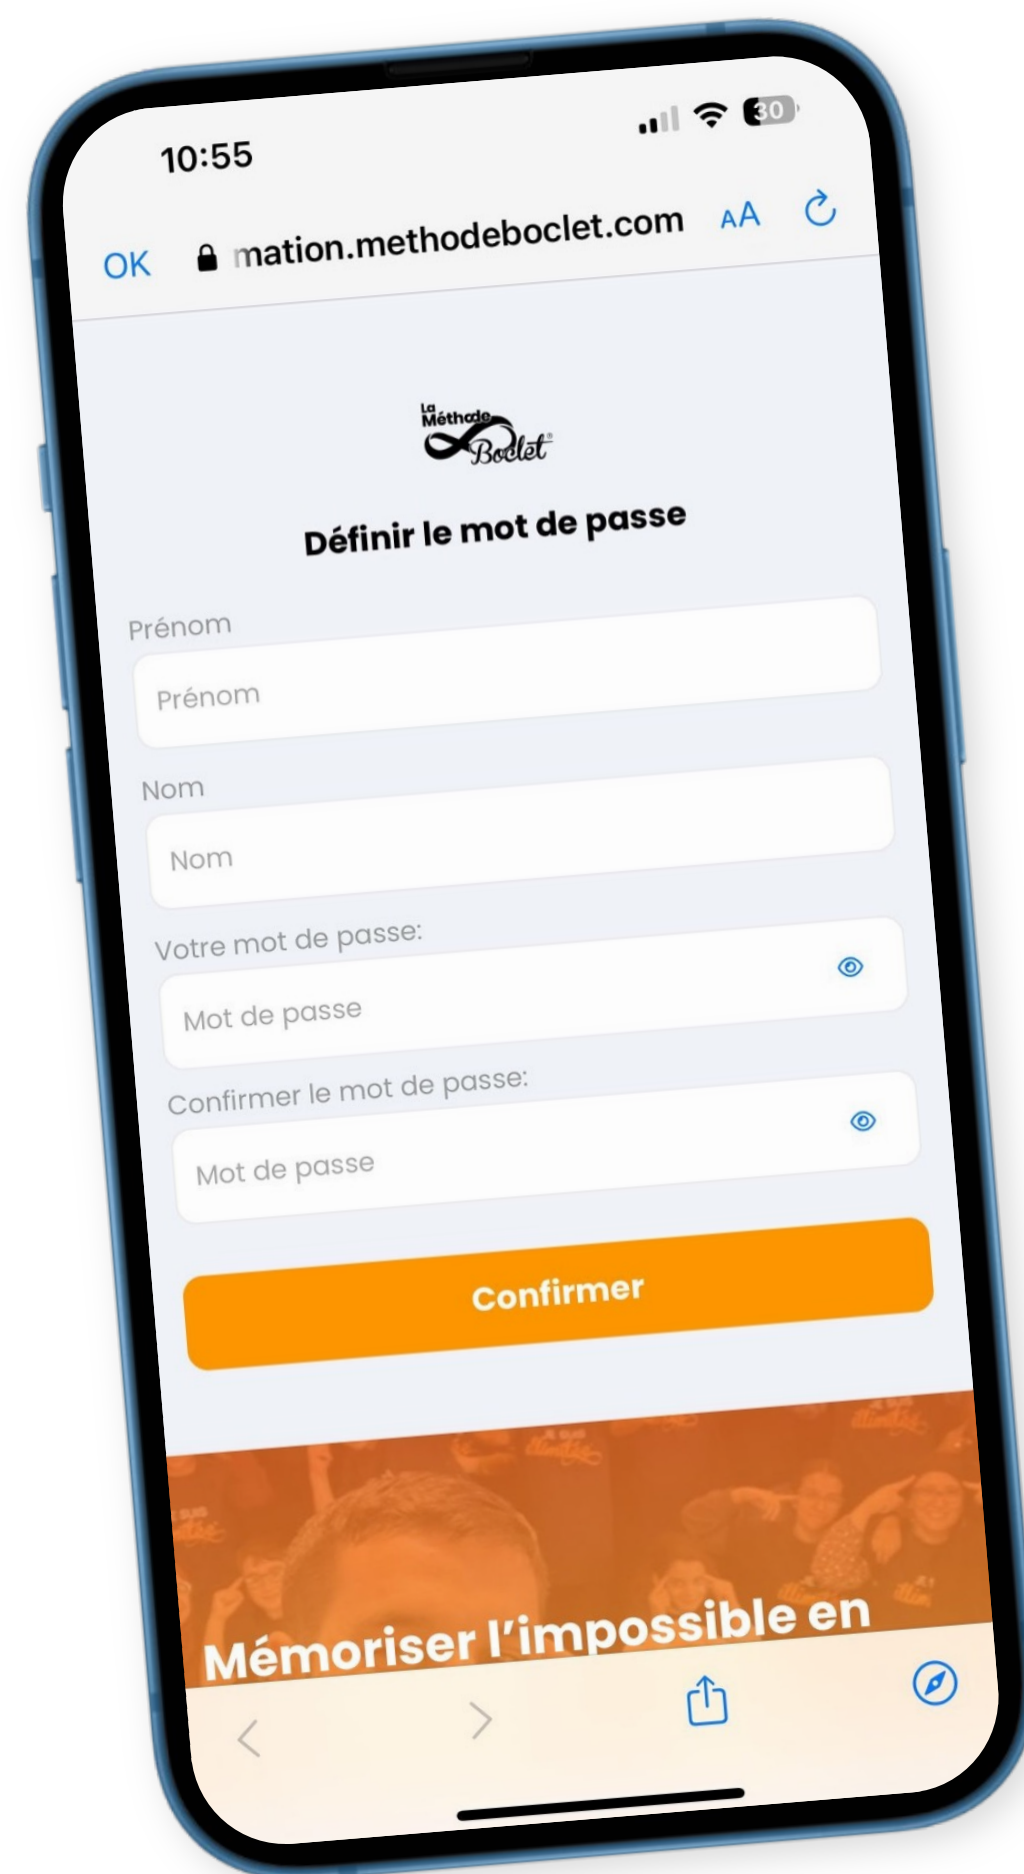 10:55
30
OK mation.methodeboclet.com AA
La
Méthode
Boclet®
Définir le mot de passe
Prénom
Prénom
Nom
Nom
Votre mot de passe:
Mot de passe
Confirmer le mot de passe:
Mot de passe
Confirmer
Mémoriser l’impossible en